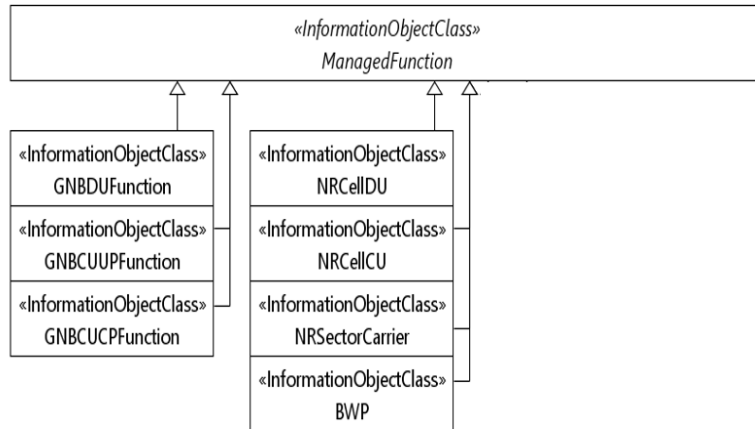 «InformationObjectClass»
ManagedFunction
«InformationObjectClass»
GNBDUFunction
«InformationObjectClass»
GNBCUUPFunction
«InformationObjectClass»
GNBCUCPFunction
«InformationObjectClass»
NRCellDU
«InformationObjectClass»
NRCellCU
«InformationObjectClass»
NRSectorCarrier
«InformationObjectClass»
BWP